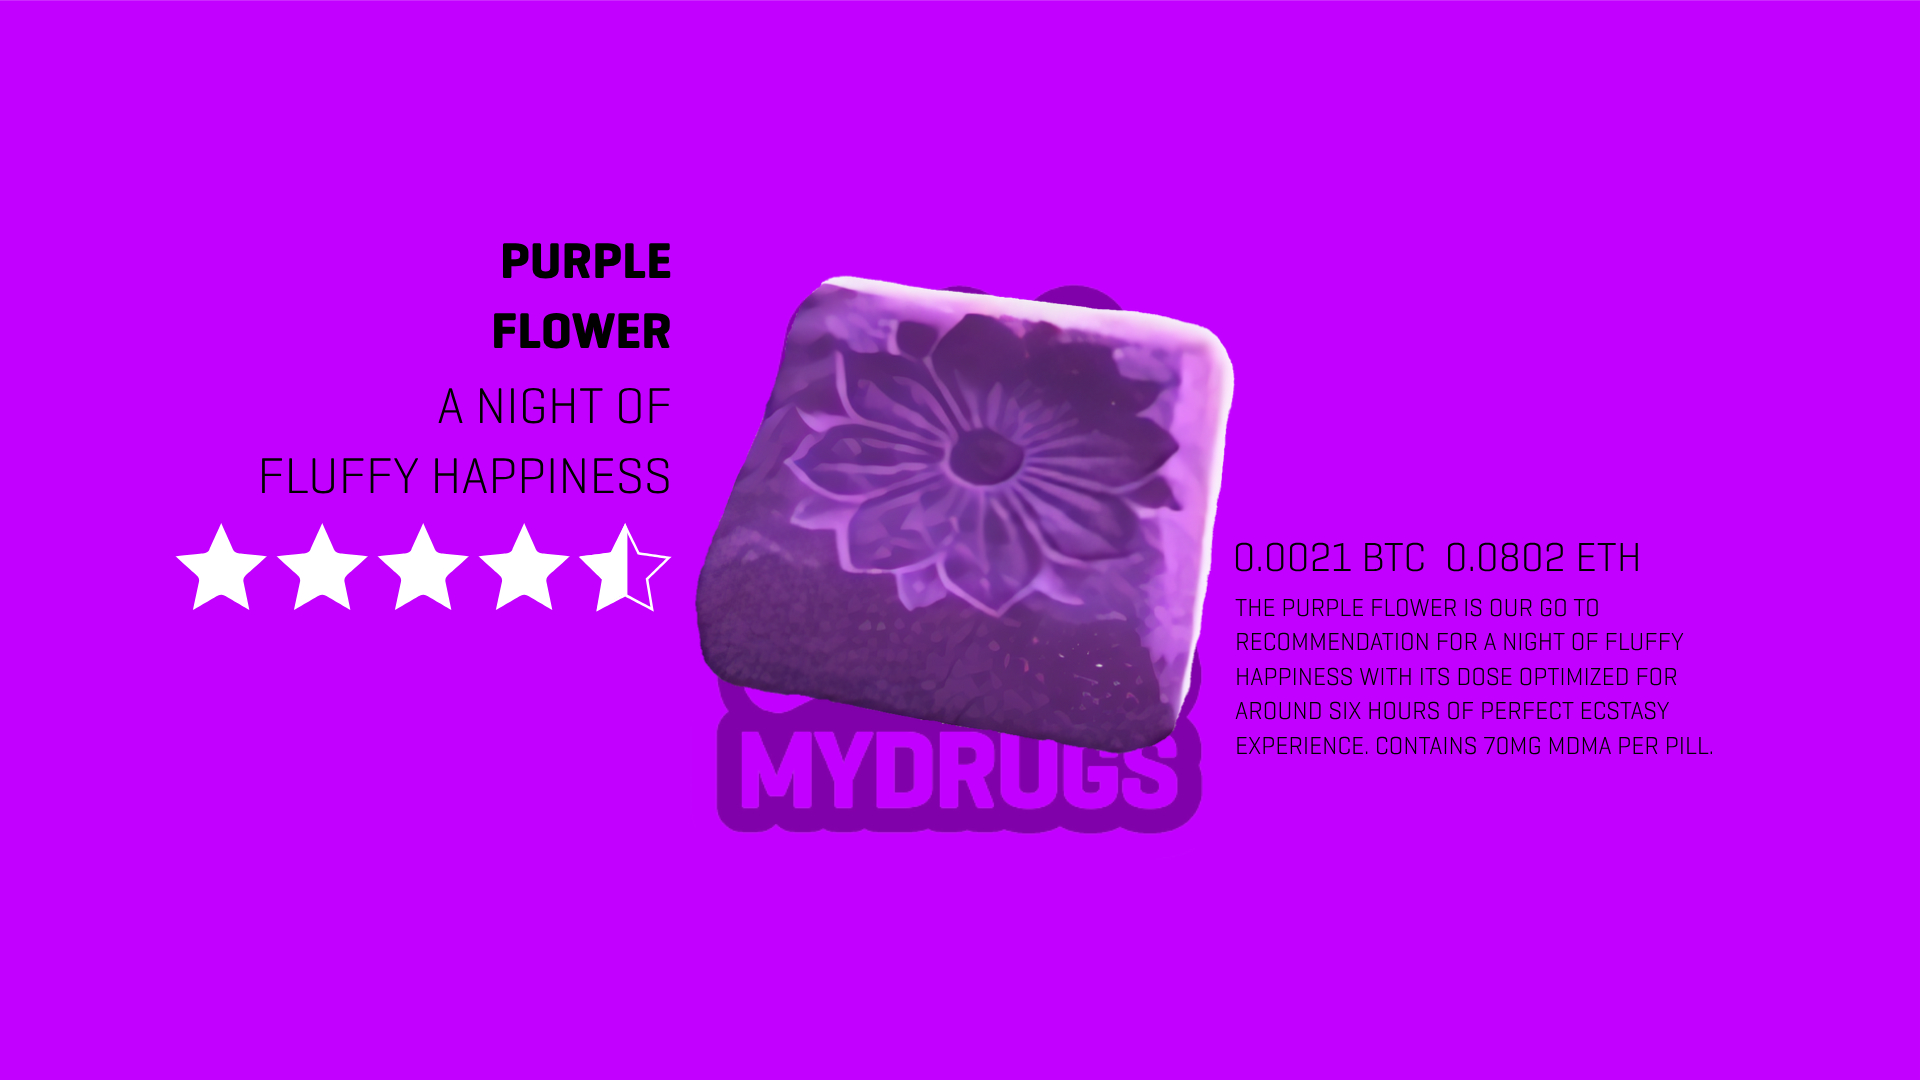 PURPLE
FLOWER
A NIGHT OF
FLUFFY HAPPINESS
0.0021 BTC 0.0802 ETH
THE PURPLE FLOWER IS OUR GO TO
RECOMMENDATION FOR A NIGHT OF FLUFFY
HAPPINESS WITH ITS DOSE OPTIMIZED FOR
AROUND SIX HOURS OF PERFECT ECSTASY
EXPERIENCE. CONTAINS 70MG MDMA PER PILL.
MYDRUGS